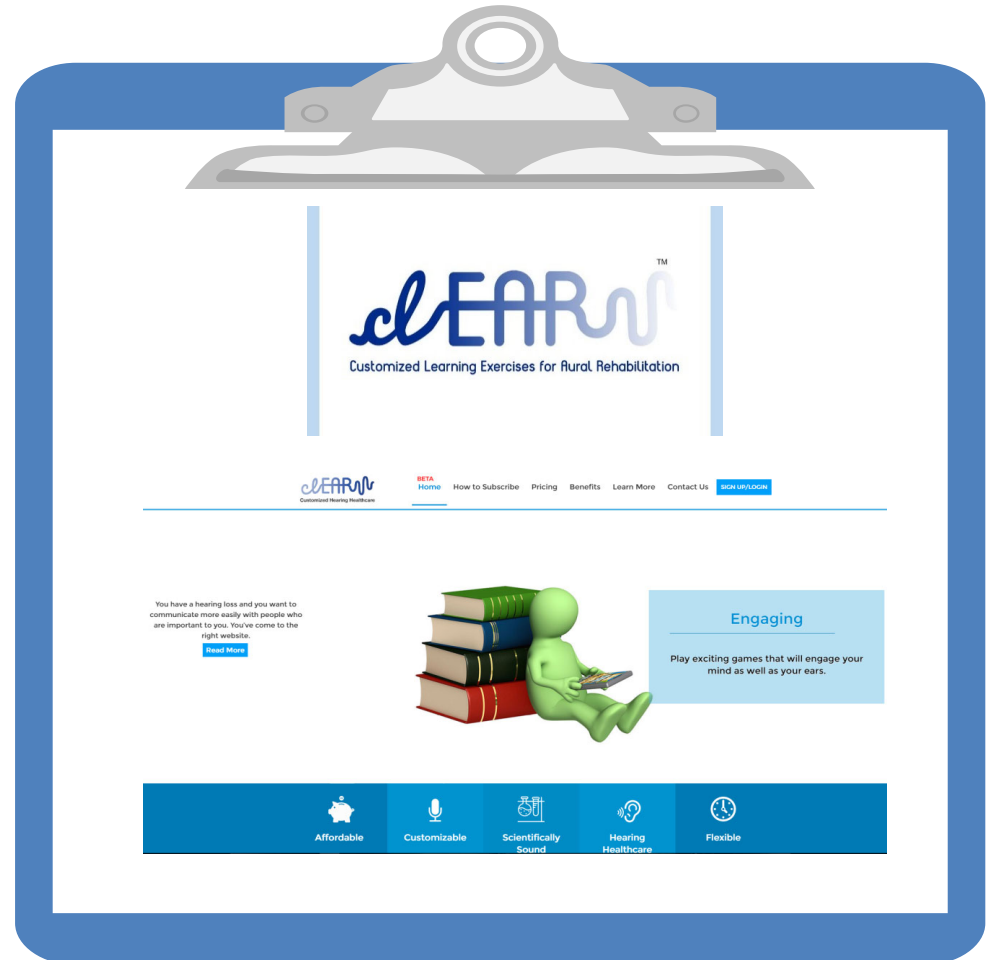 clEARn
TM
Customized Learning Exercises for Aural Rehabilitation
clEARn
Customized Hearing Healthcare
BETA
Home How to Subscribe Pricing Benefits Learn More Contact Us SIGN UP/LOGIN
You have a hearing loss and you want to
communicate more easily with people who
are important to you. You've come to the
right website.
Read More
Engaging
Play exciting games that will engage your
mind as well as your ears.
Affordable
Customizable
Scientifically
Sound
Hearing
Healthcare
Flexible